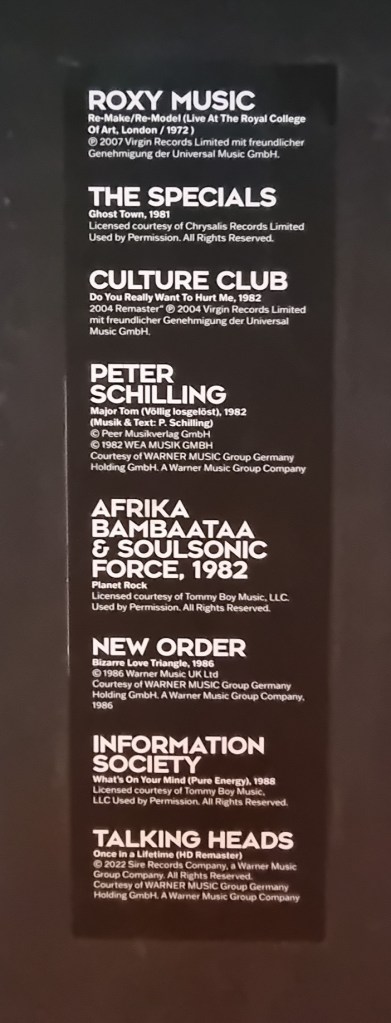 ROXY MUSIC
Re-Make/Re-Model (Live At The Royal College
Of Art, London / 1972 )
℗ 2007 Virgin Records Limited mit freundlicher
Genehmigung der Universal Music GmbH.
THE SPECIALS
Ghost Town, 1981
Licensed courtesy of Chrysalis Records Limited
Used by Permission. All Rights Reserved.
CULTURE CLUB
Do You Really Want To Hurt Me, 1982
2004 Remaster" ℗ 2004 Virgin Records Limited
mit freundlicher Genehmigung der Universal
Music GmbH.
PETER
SCHILLING
Major Tom (Völlig losgelöst), 1982
(Musik & Text: P. Schilling)
© Peer Musikverlag GmbH
© 1982 WEA MUSIK GMBH
Courtesy of WARNER MUSIC Group Germany
Holding GmbH. A Warner Music Group Company
AFRIKA
BAMBAATAA
& SOULSONIC
FORCE, 1982
Planet Rock
Licensed courtesy of Tommy Boy Music, LLC.
Used by Permission. All Rights Reserved.
NEW ORDER
Bizarre Love Triangle, 1986
© 1986 Warner Music UK Ltd
Courtesy of WARNER MUSIC Group Germany
Holding GmbH. A Warner Music Group Company,
1986
INFORMATION
SOCIETY
What's On Your Mind (Pure Energy), 1988
Licensed courtesy of Tommy Boy Music,
LLC Used by Permission. All Rights Reserved.
TALKING HEADS
Once in a Lifetime (HD Remaster)
© 2022 Sire Records Company, a Warner Music
Group Company. All Rights Reserved.
Courtesy of WARNER MUSIC Group Germany
Holding GmbH. A Warner Music Group Company